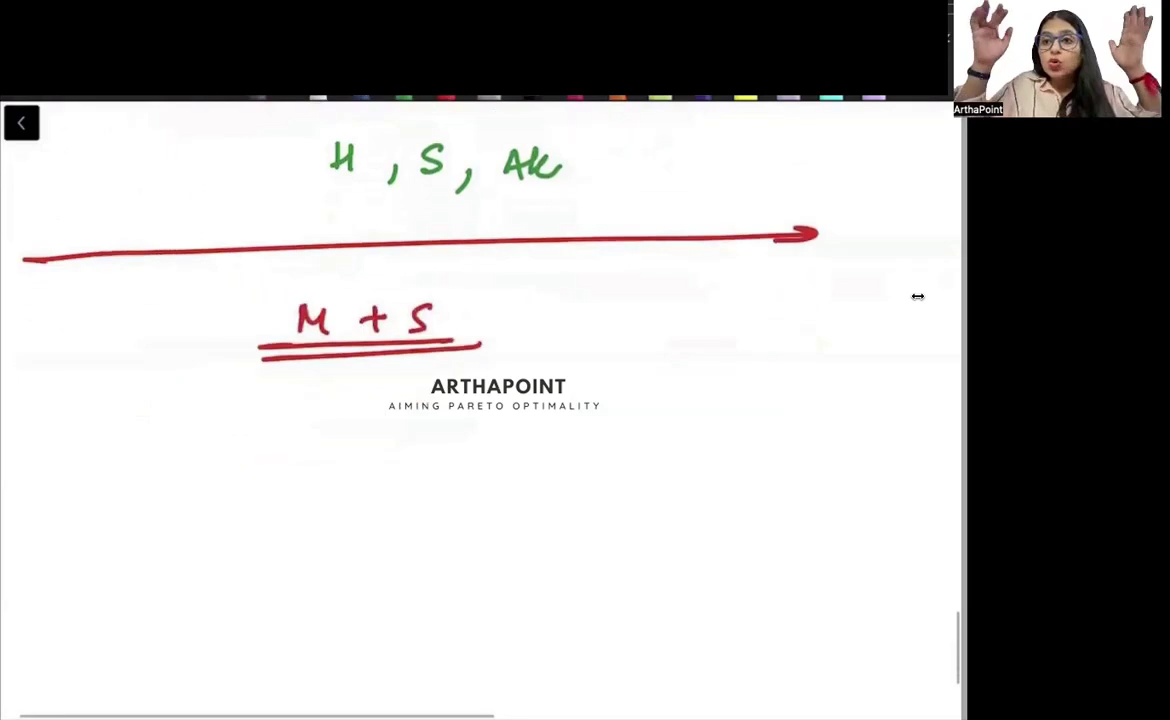 ArthaPoint
H , S, AK
M + S
ARTHAPOINT
AIMING PARETO OPTIMALITY